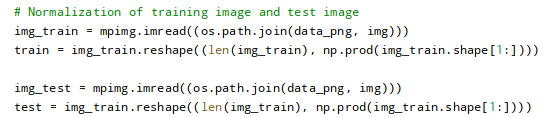 # Normalization of training image and test image
img_train = mpimg.imread((os.path.join(data_png, img)))
train = img_train.reshape((len(img_train), np.prod(img_train.shape[1:])))
img_test = mpimg.imread((os.path.join(data_png, img)))
test = img_train.reshape((len(img_train), np.prod(img_train.shape[1:])))